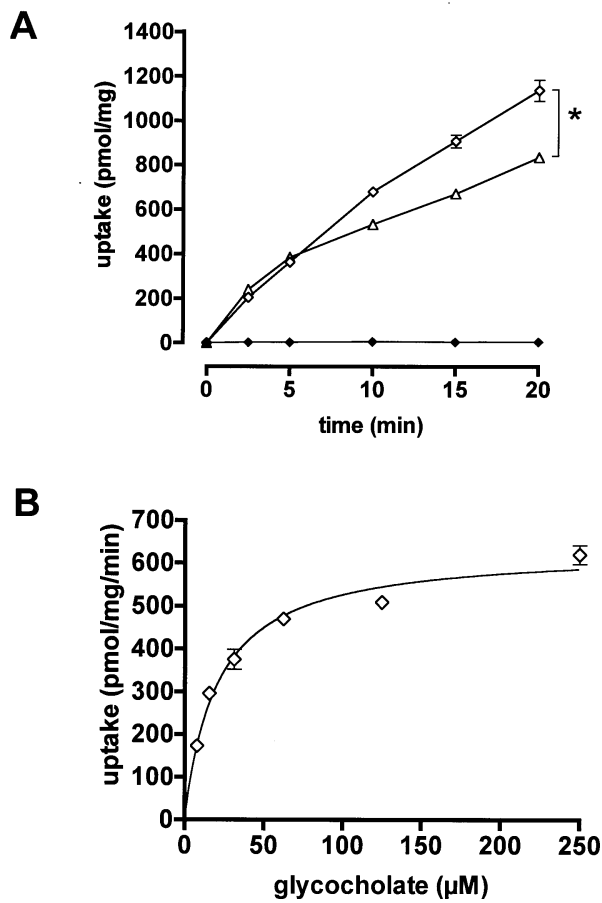 A
1400
1200
1000
800
600
400
200
0
uptake (pmol/mg)
*
0 5 10 15 20
time (min)
B
700
600
500
400
300
200
100
0
uptake (pmol/mg/min)
0 50 100 150 200 250
glycocholate (µM)